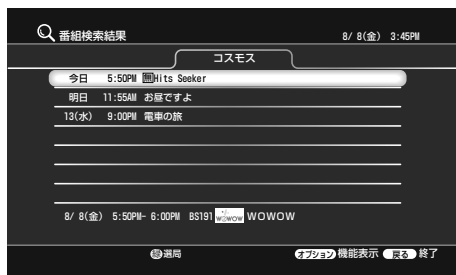 番組検索結果 8/ 8(金) 3:45PM
コスモス
今日 5:50PM 無Hits Seeker
明日 11:55AM お昼ですよ
13(水) 9:00PM 電車の旅
8/ 8(金) 5:50PM- 6:00PM BS191 WOWOW WOWOW
決定 選局 オプション 機能表示 戻る 終了